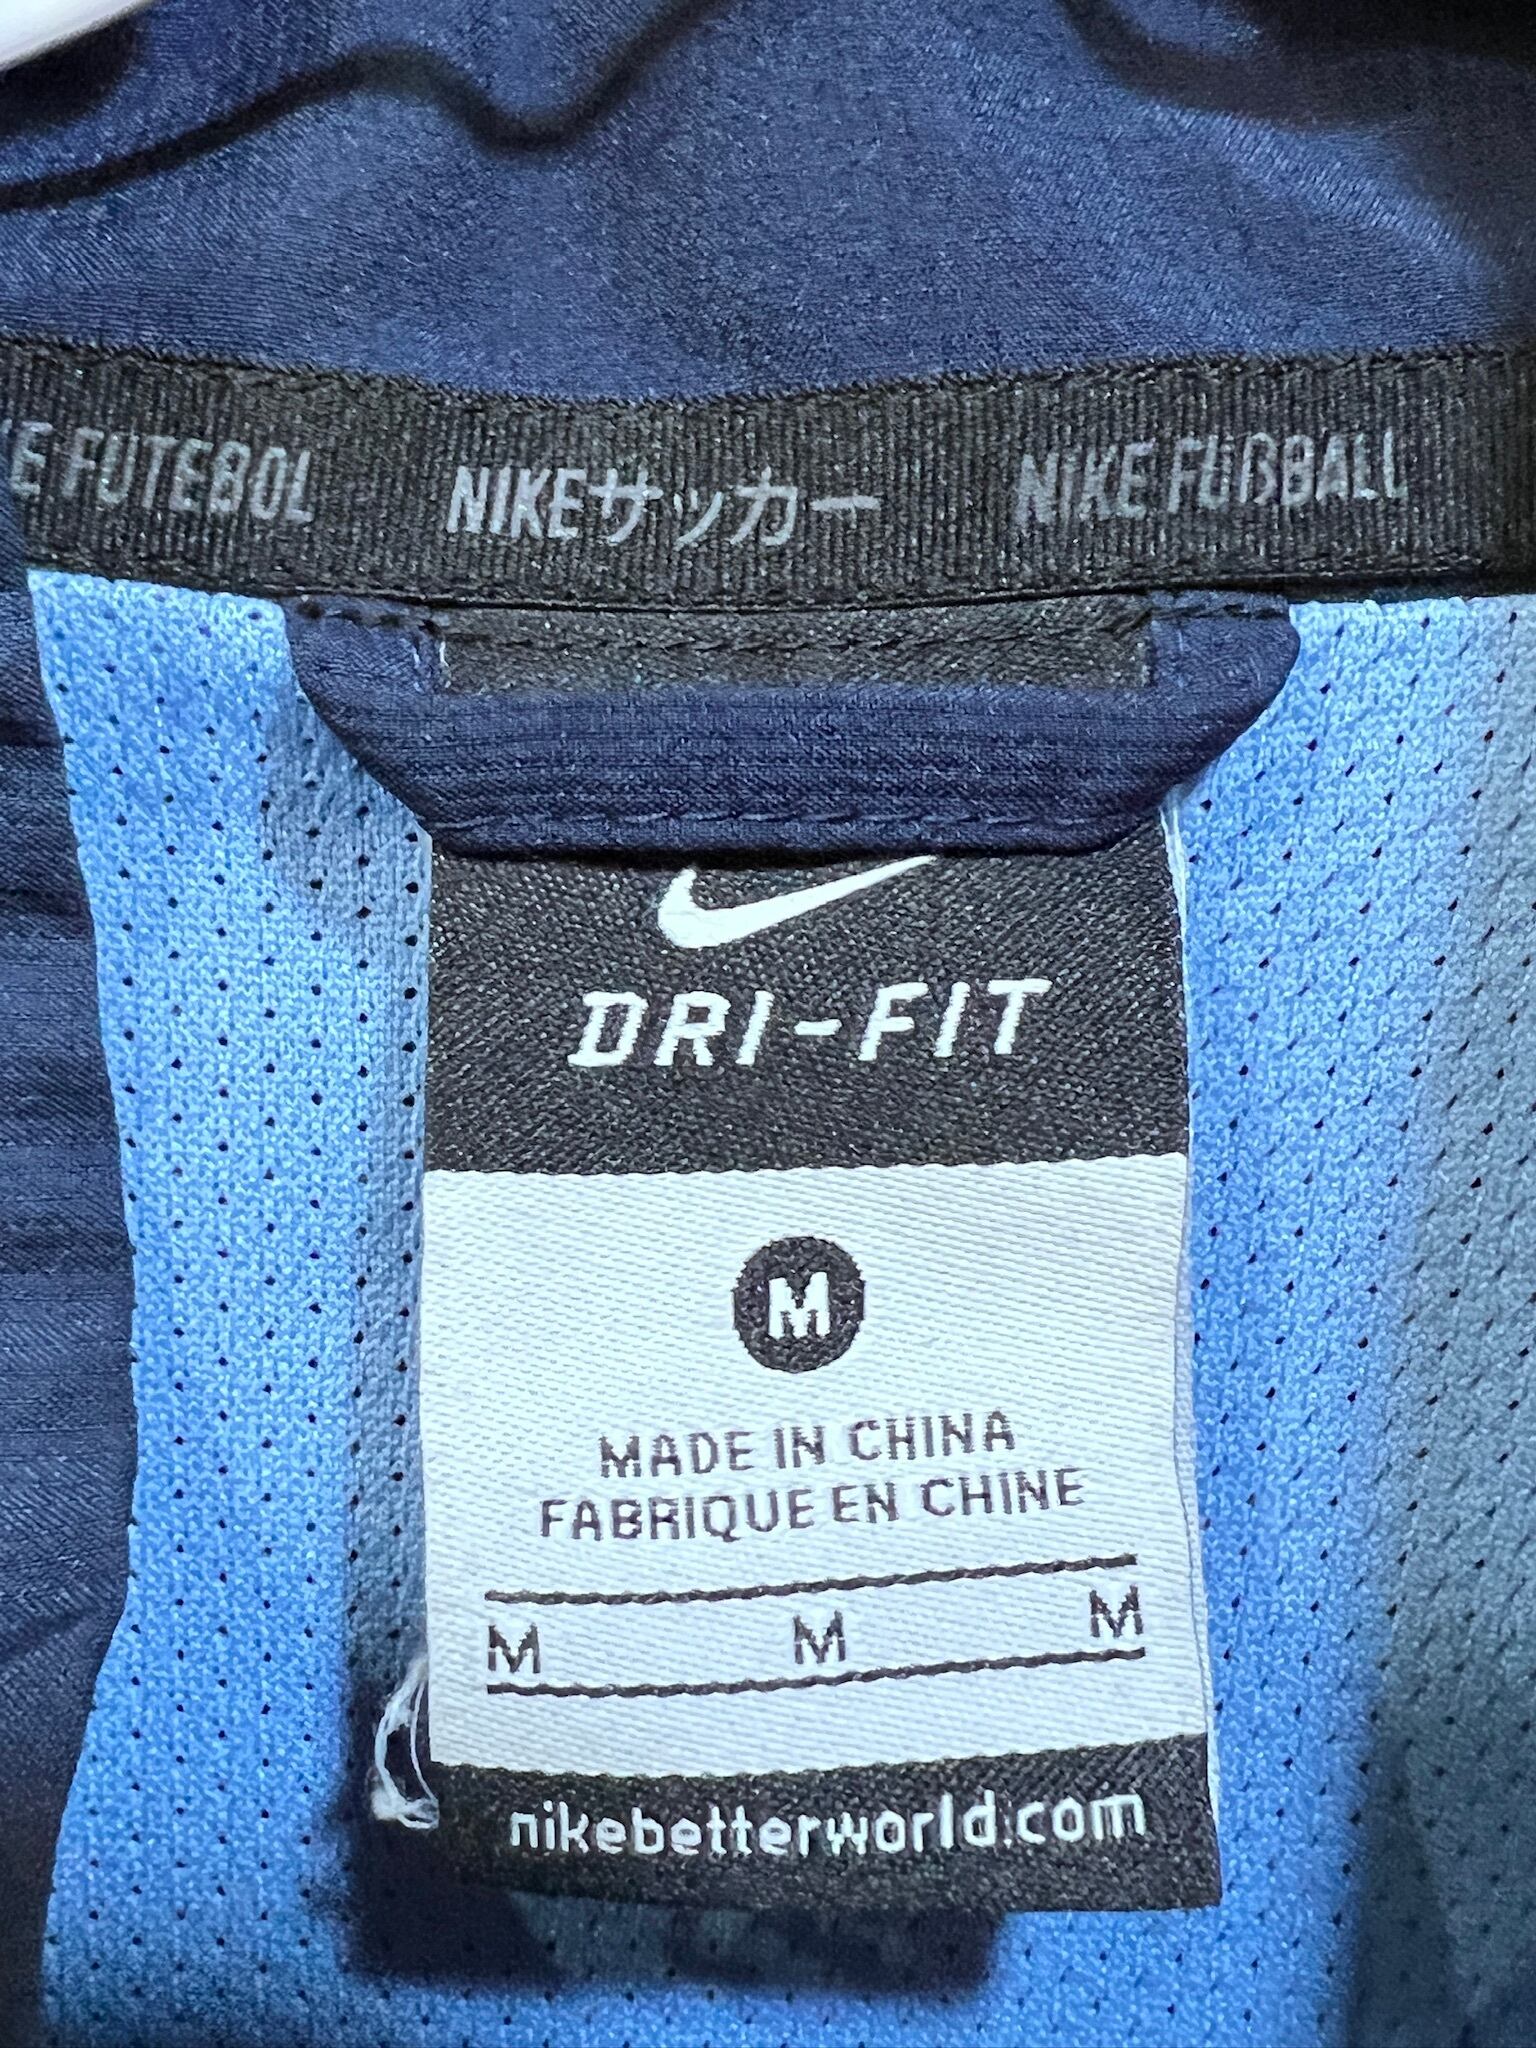 E FUTEBOL NIKEサッカー NIKE FUßBALL
DRI-FIT
M
MADE IN CHINA
FABRIQUE EN CHINE
M M M
nikebetterworld.com